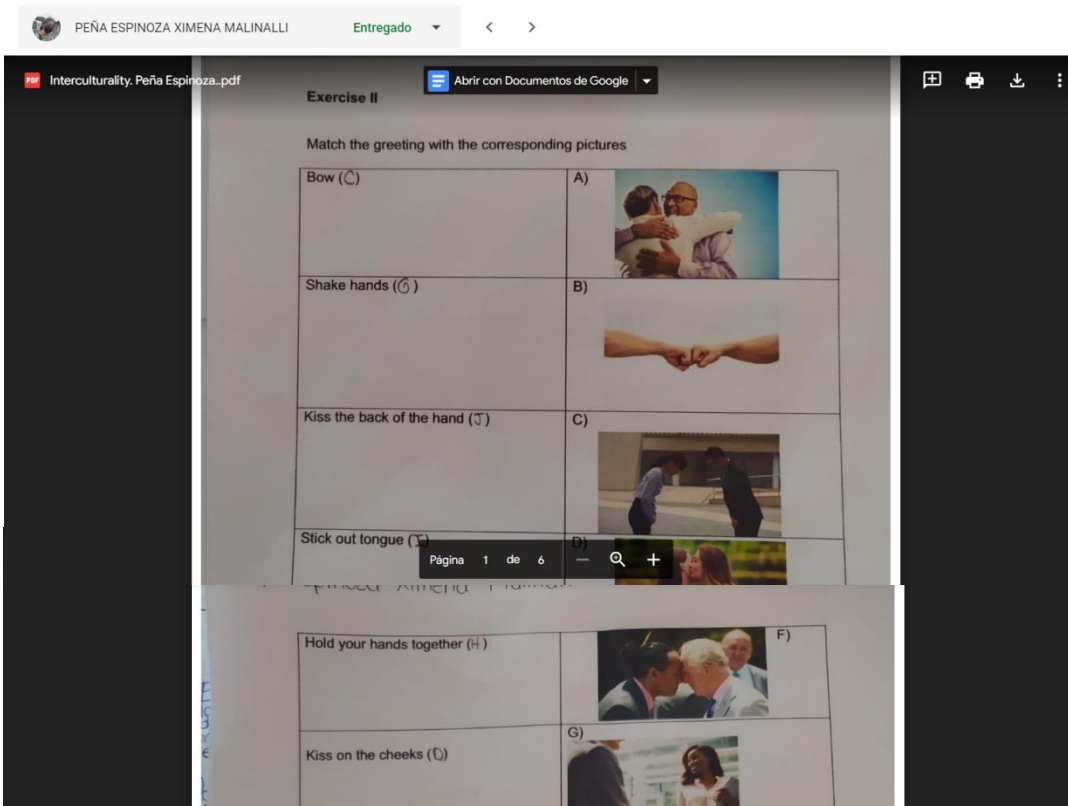 PEÑA ESPINOZA XIMENA MALINALLI Entregado
Interculturality. Peña Espinoza..pdf
Abrir con Documentos de Google
Exercise II
Match the greeting with the corresponding pictures
Bow (C) A)
Shake hands (G) B)
Kiss the back of the hand (J) C)
Stick out tongue (I) D)
Página 1 de 6
Espinoza Ximena
Hold your hands together (H) F)
Kiss on the cheeks (D) G)